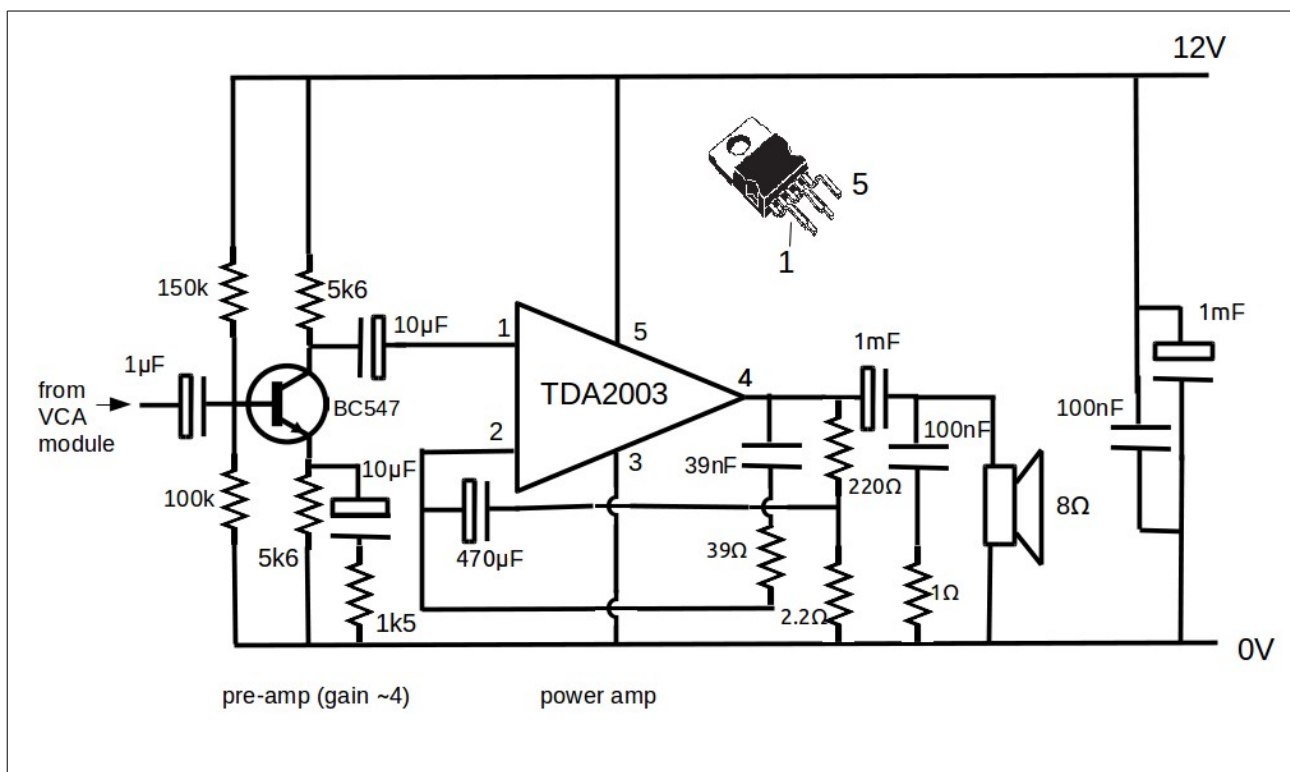 12V
5
1
150k
5k6
10µF
1
5
1mF
1mF
1µF
TDA2003
4
from
VCA
module
BC547
100nF
100nF
2
3
39nF
10µF
220Ω
100k
8Ω
470µF
39Ω
5k6
1Ω
2.2Ω
1k5
0V
pre-amp (gain ~4)
power amp